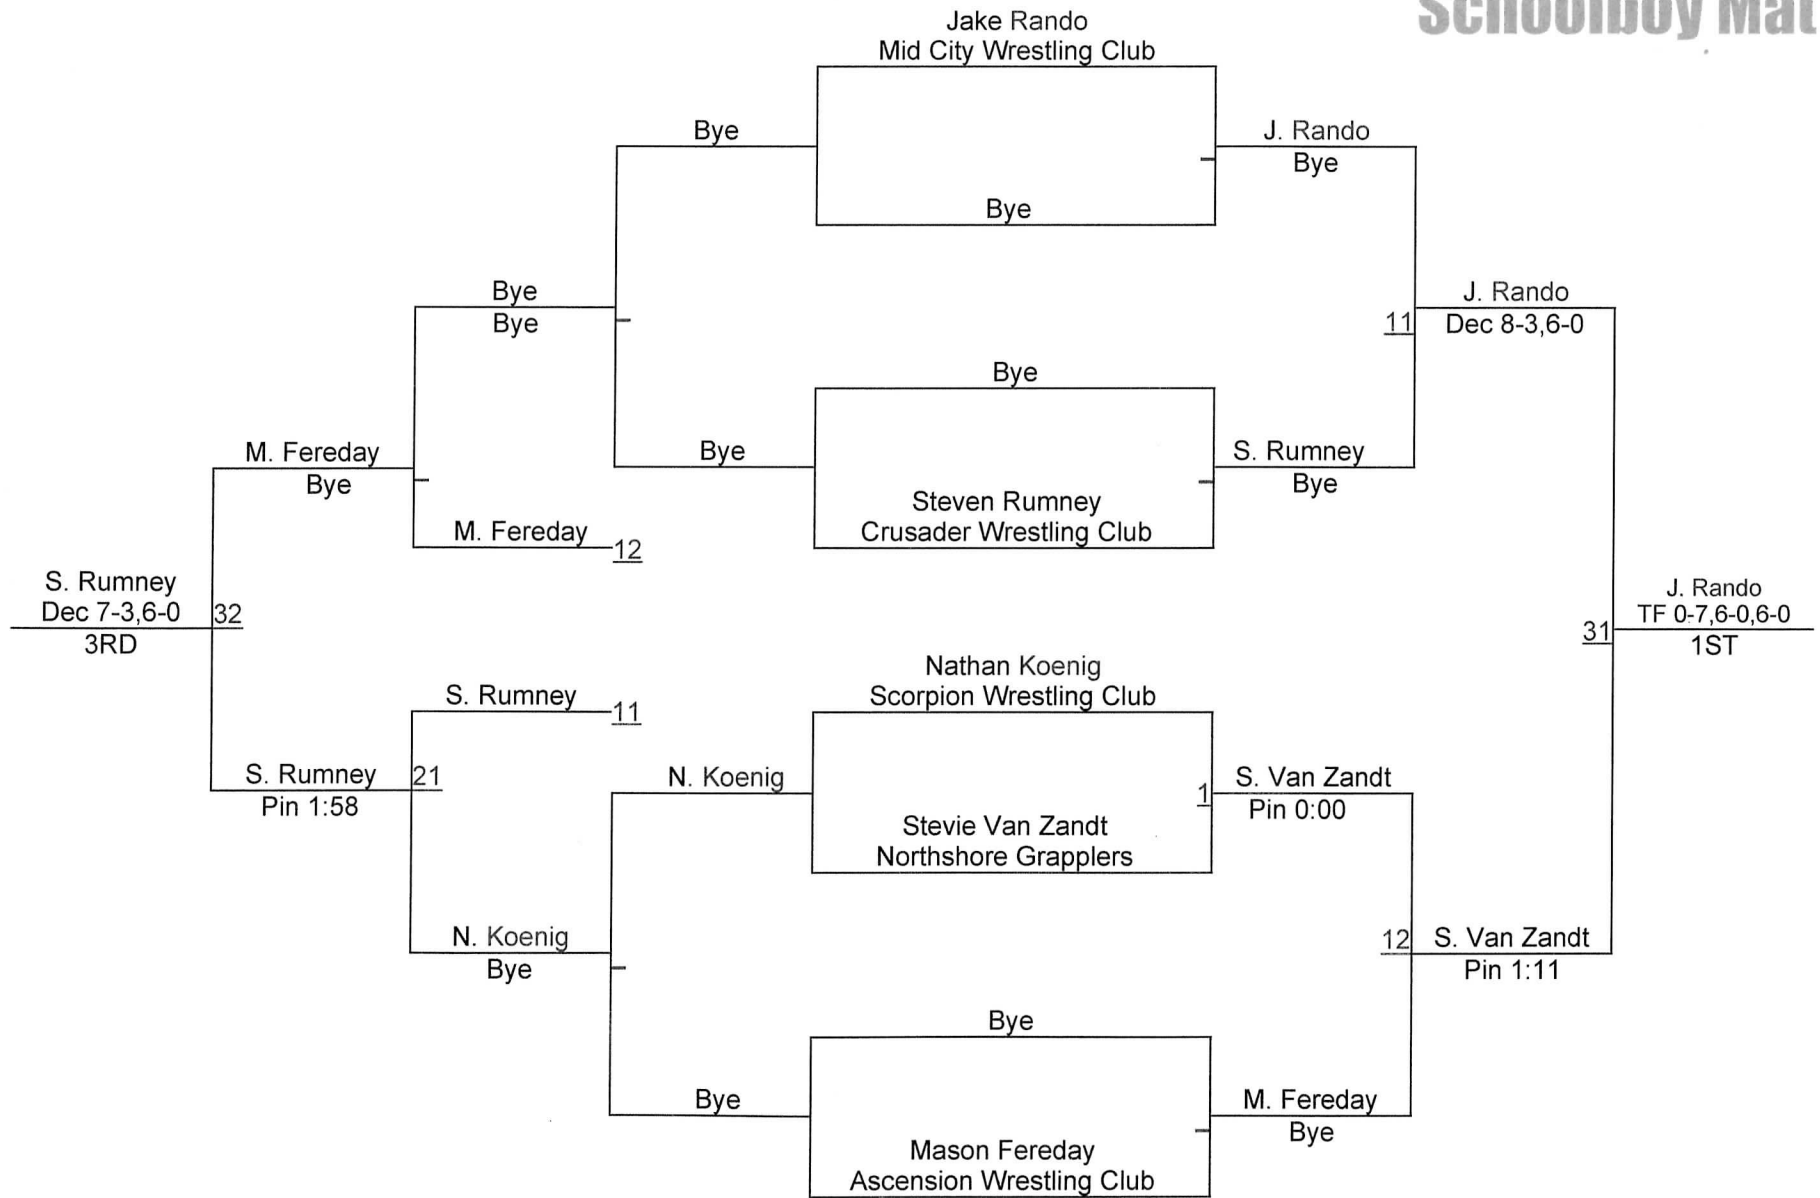 Schoolboy Mat
Jake Rando
Mid City Wrestling Club
Bye
J. Rando
Bye
Bye
Bye
Bye
J. Rando
11
Dec 8-3,6-0
Bye
M. Fereday
Bye
Bye
S. Rumney
Bye
Steven Rumney
Crusader Wrestling Club
M. Fereday
12
S. Rumney
Dec 7-3,6-0
32
3RD
J. Rando
TF 0-7,6-0,6-0
31
1ST
Nathan Koenig
Scorpion Wrestling Club
S. Rumney
11
S. Rumney
21
Pin 1:58
N. Koenig
1
S. Van Zandt
Pin 0:00
Stevie Van Zandt
Northshore Grapplers
N. Koenig
Bye
12
S. Van Zandt
Pin 1:11
Bye
Bye
M. Fereday
Bye
Mason Fereday
Ascension Wrestling Club